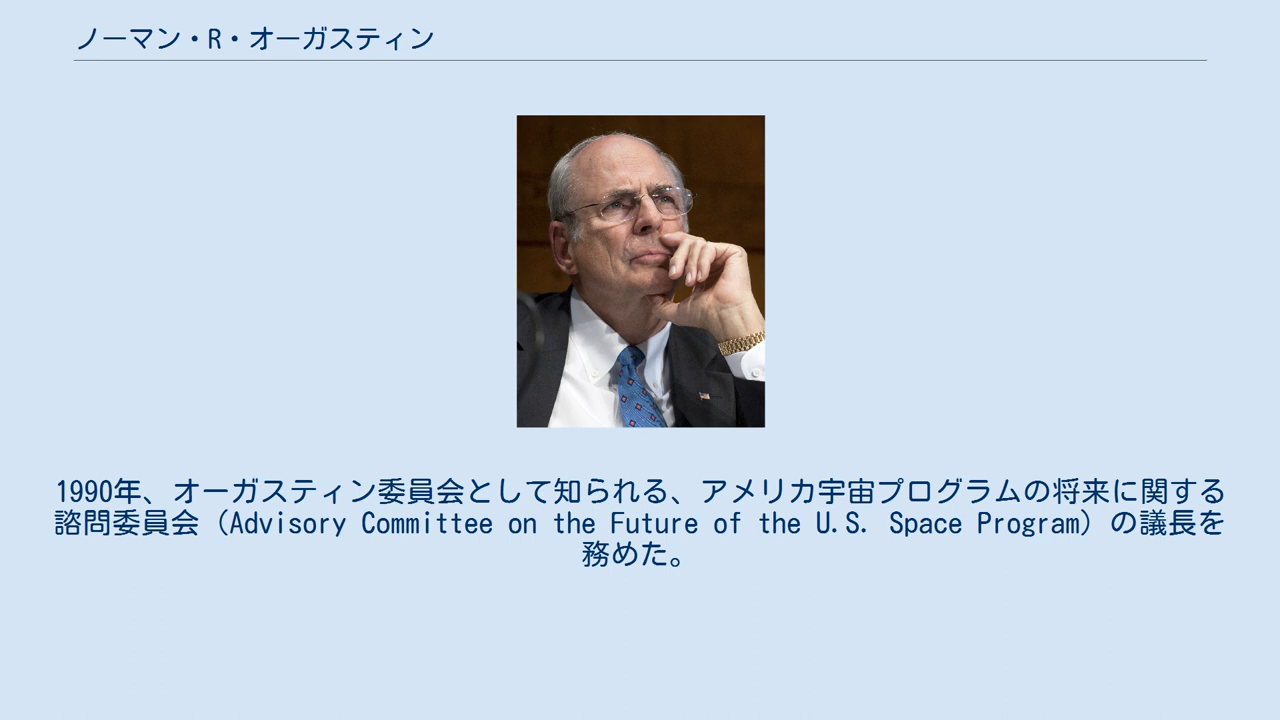 ノーマン・R・オーガスティン
1990年、オーガスティン委員会として知られる、アメリカ宇宙プログラムの将来に関する
諮問委員会（Advisory Committee on the Future of the U.S. Space Program）の議長を
務めた。